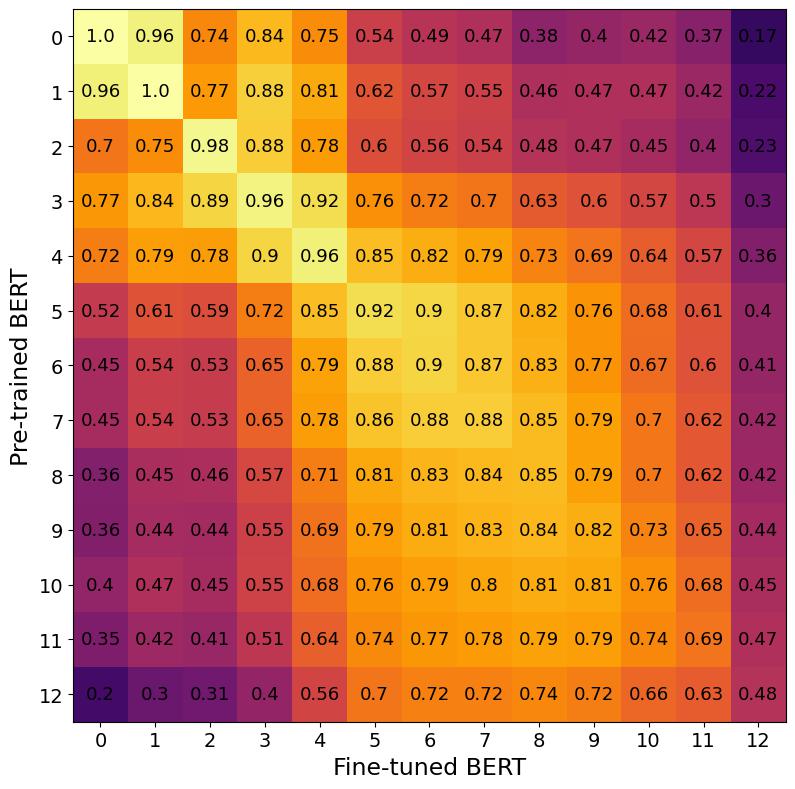 0 1.0 0.96 0.74 0.84 0.75 0.54 0.49 0.47 0.38 0.4 0.42 0.37 0.17
1 0.96 1.0 0.77 0.88 0.81 0.62 0.57 0.55 0.46 0.47 0.47 0.42 0.22
2 0.7 0.75 0.98 0.88 0.78 0.6 0.56 0.54 0.48 0.47 0.45 0.4 0.23
3 0.77 0.84 0.89 0.96 0.92 0.76 0.72 0.7 0.63 0.6 0.57 0.5 0.3
4 0.72 0.79 0.78 0.9 0.96 0.85 0.82 0.79 0.73 0.69 0.64 0.57 0.36
5 0.52 0.61 0.59 0.72 0.85 0.92 0.9 0.87 0.82 0.76 0.68 0.61 0.4
6 0.45 0.54 0.53 0.65 0.79 0.88 0.9 0.87 0.83 0.77 0.67 0.6 0.41
7 0.45 0.54 0.53 0.65 0.78 0.86 0.88 0.88 0.85 0.79 0.7 0.62 0.42
8 0.36 0.45 0.46 0.57 0.71 0.81 0.83 0.84 0.85 0.79 0.7 0.62 0.42
9 0.36 0.44 0.44 0.55 0.69 0.79 0.81 0.83 0.84 0.82 0.73 0.65 0.44
10 0.4 0.47 0.45 0.55 0.68 0.76 0.79 0.8 0.81 0.81 0.76 0.68 0.45
11 0.35 0.42 0.41 0.51 0.64 0.74 0.77 0.78 0.79 0.79 0.74 0.69 0.47
12 0.2 0.3 0.31 0.4 0.56 0.7 0.72 0.72 0.74 0.72 0.66 0.63 0.48
0 1 2 3 4 5 6 7 8 9 10 11 12
Pre-trained BERT
Fine-tuned BERT